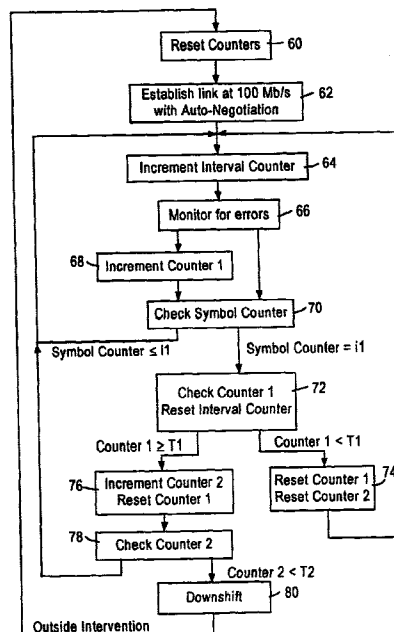 Reset Counters
60
Establish link at 100 Mb/s
with Auto-Negotiation
62
Increment Interval Counter
64
Monitor for errors
66
68
Increment Counter 1
Check Symbol Counter
70
Symbol Counter ≤ I1
Symbol Counter = i1
Check Counter 1
Reset Interval Counter
72
Counter 1 ≥ T1
Counter 1 < T1
76
Increment Counter 2
Reset Counter 1
Reset Counter 1
Reset Counter 2
74
78
Check Counter 2
Counter 2 < T2
Downshift
80
Outside Intervention